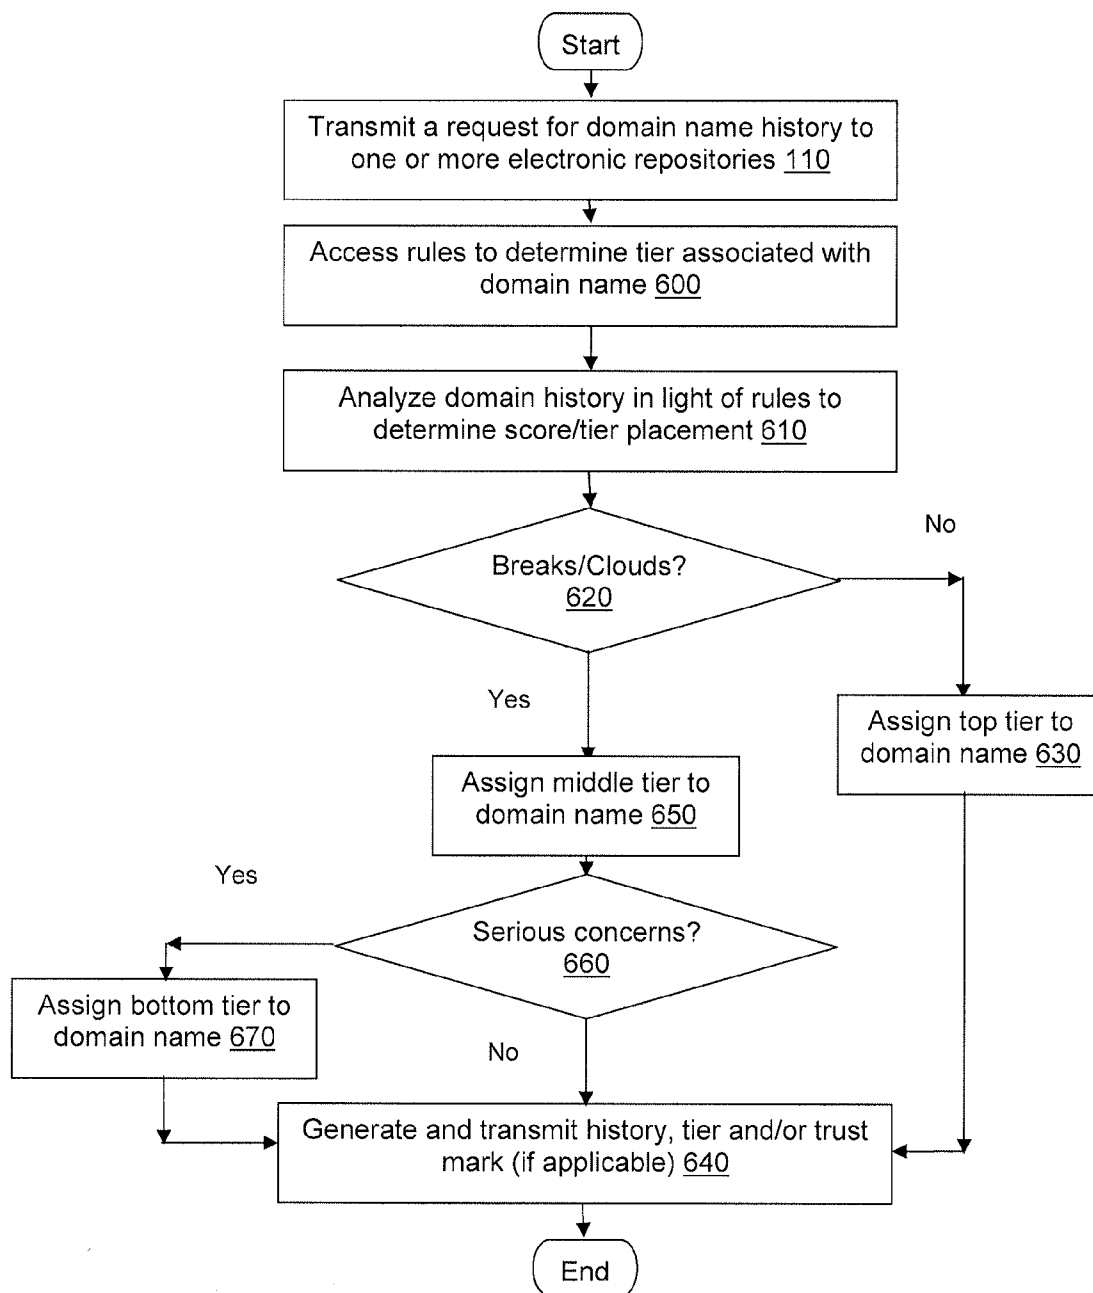 Start
Transmit a request for domain name history to
one or more electronic repositories 110
Access rules to determine tier associated with
domain name 600
Analyze domain history in light of rules to
determine score/tier placement 610
No
Breaks/Clouds?
620
Yes
Assign top tier to
domain name 630
Assign middle tier to
domain name 650
Yes
Serious concerns?
660
Assign bottom tier to
domain name 670
No
Generate and transmit history, tier and/or trust
mark (if applicable) 640
End